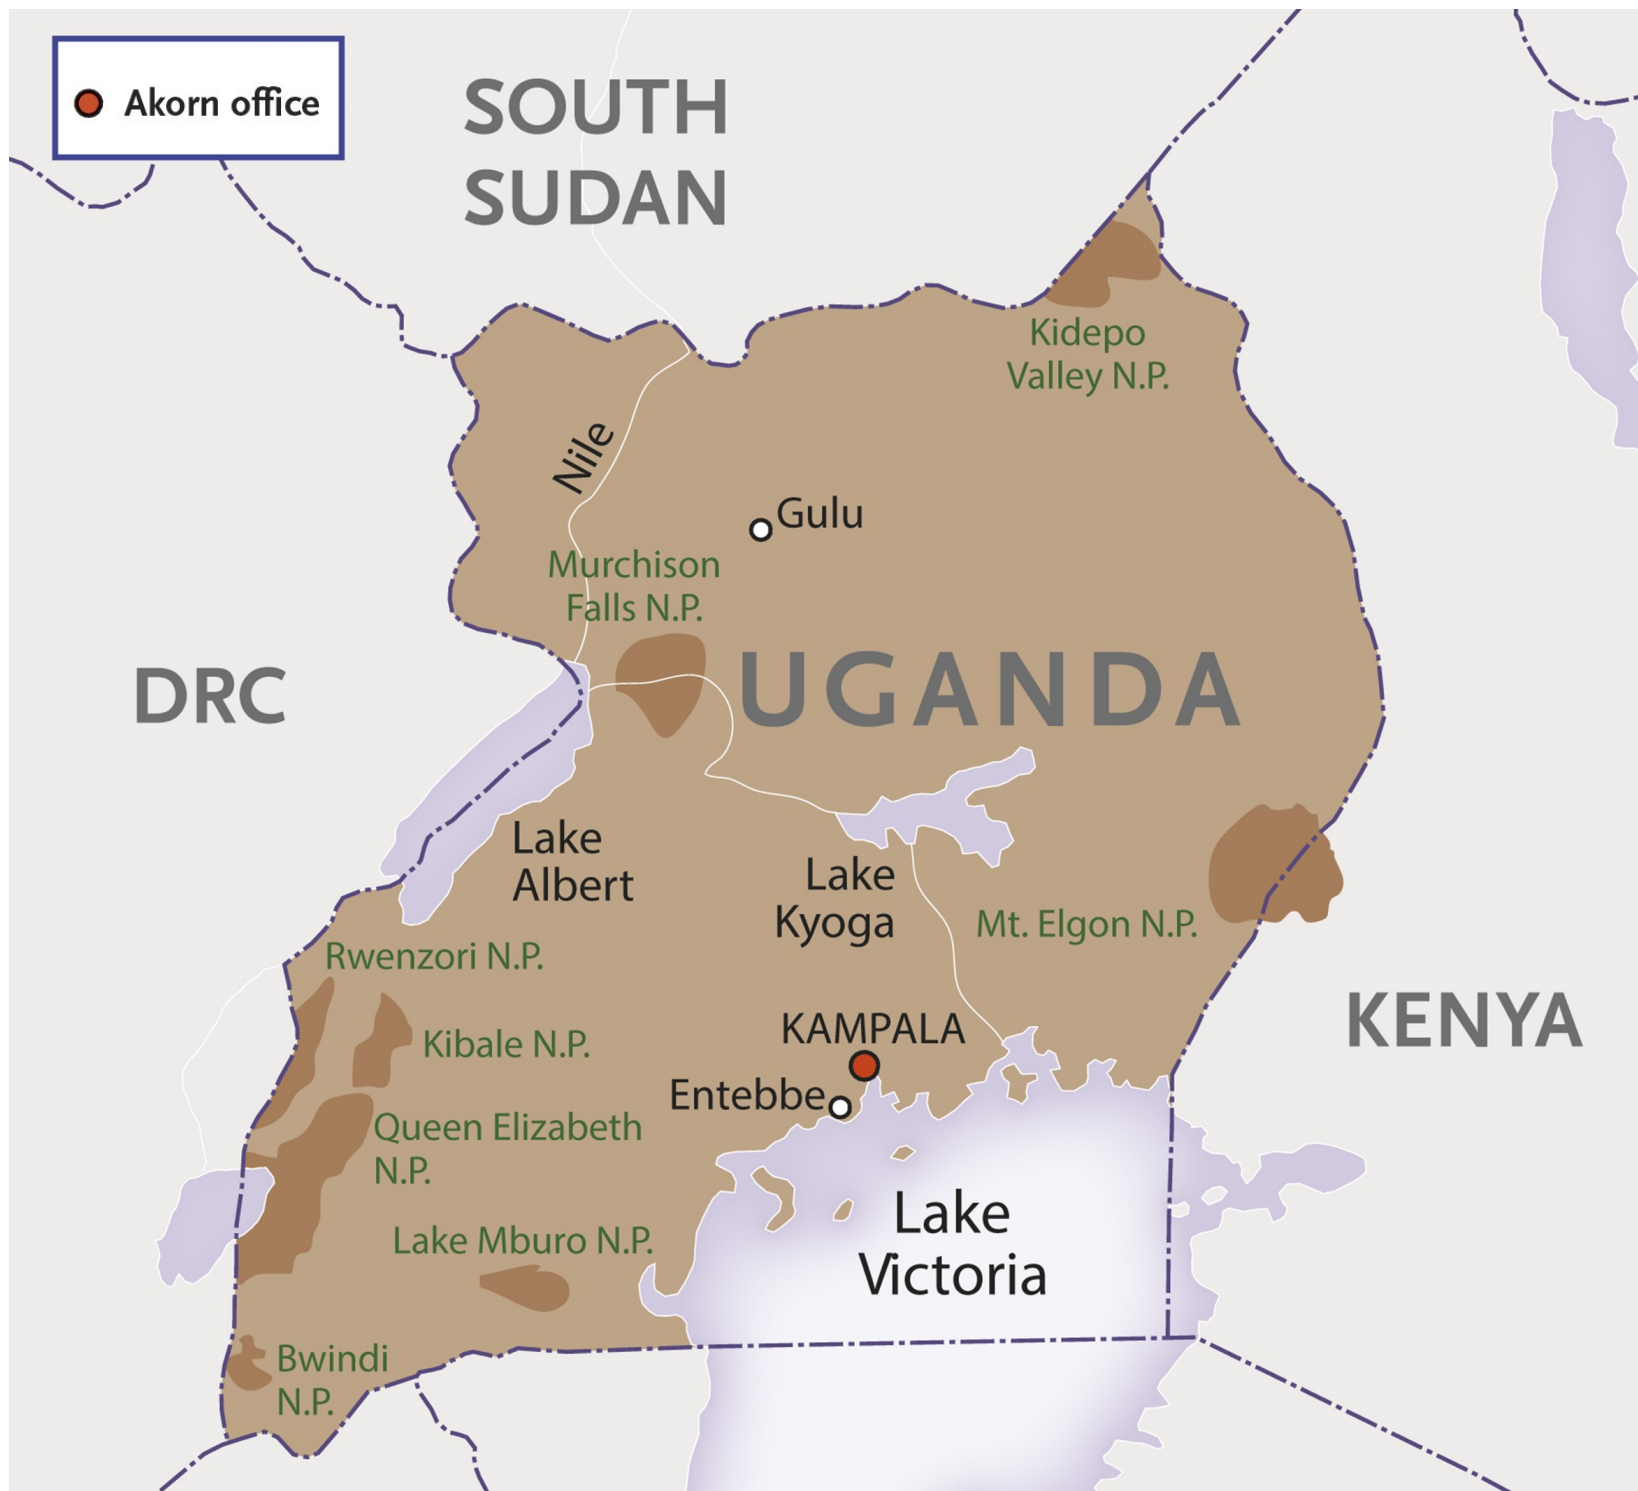 Akorn office
SOUTH
SUDAN
Kidepo
Valley N.P.
Nile
Gulu
Murchison
Falls N.P.
UGANDA
DRC
Lake
Albert
Lake
Kyoga
Mt. Elgon N.P.
Rwenzori N.P.
KENYA
KAMPALA
Kibale N.P.
Entebbe
Queen Elizabeth
N.P.
Lake
Victoria
Lake Mburo N.P.
Bwindi
N.P.